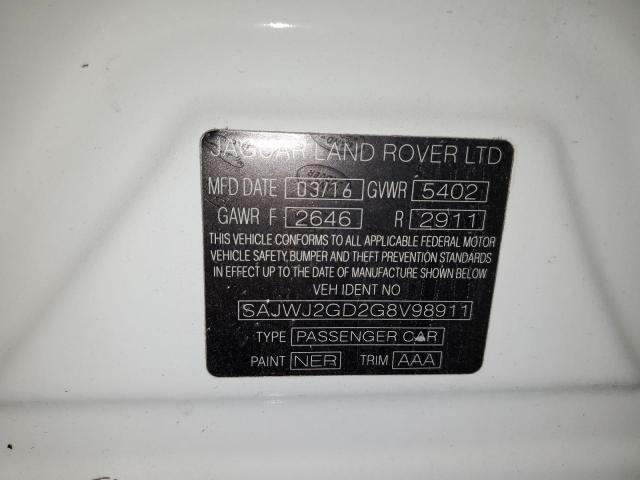 JAGUAR LAND ROVER LTD
MFD DATE 03/16 GVWR 5402
GAWR F 2646 R 2911
THIS VEHICLE CONFORMS TO ALL APPLICABLE FEDERAL MOTOR
VEHICLE SAFETY, BUMPER AND THEFT PREVENTION STANDARDS
IN EFFECT UP TO THE DATE OF MANUFACTURE SHOWN BELOW
VEH IDENT NO
SAJWJ2GD2G8V98911
TYPE PASSENGER CAR
PAINT NER TRIM AAA